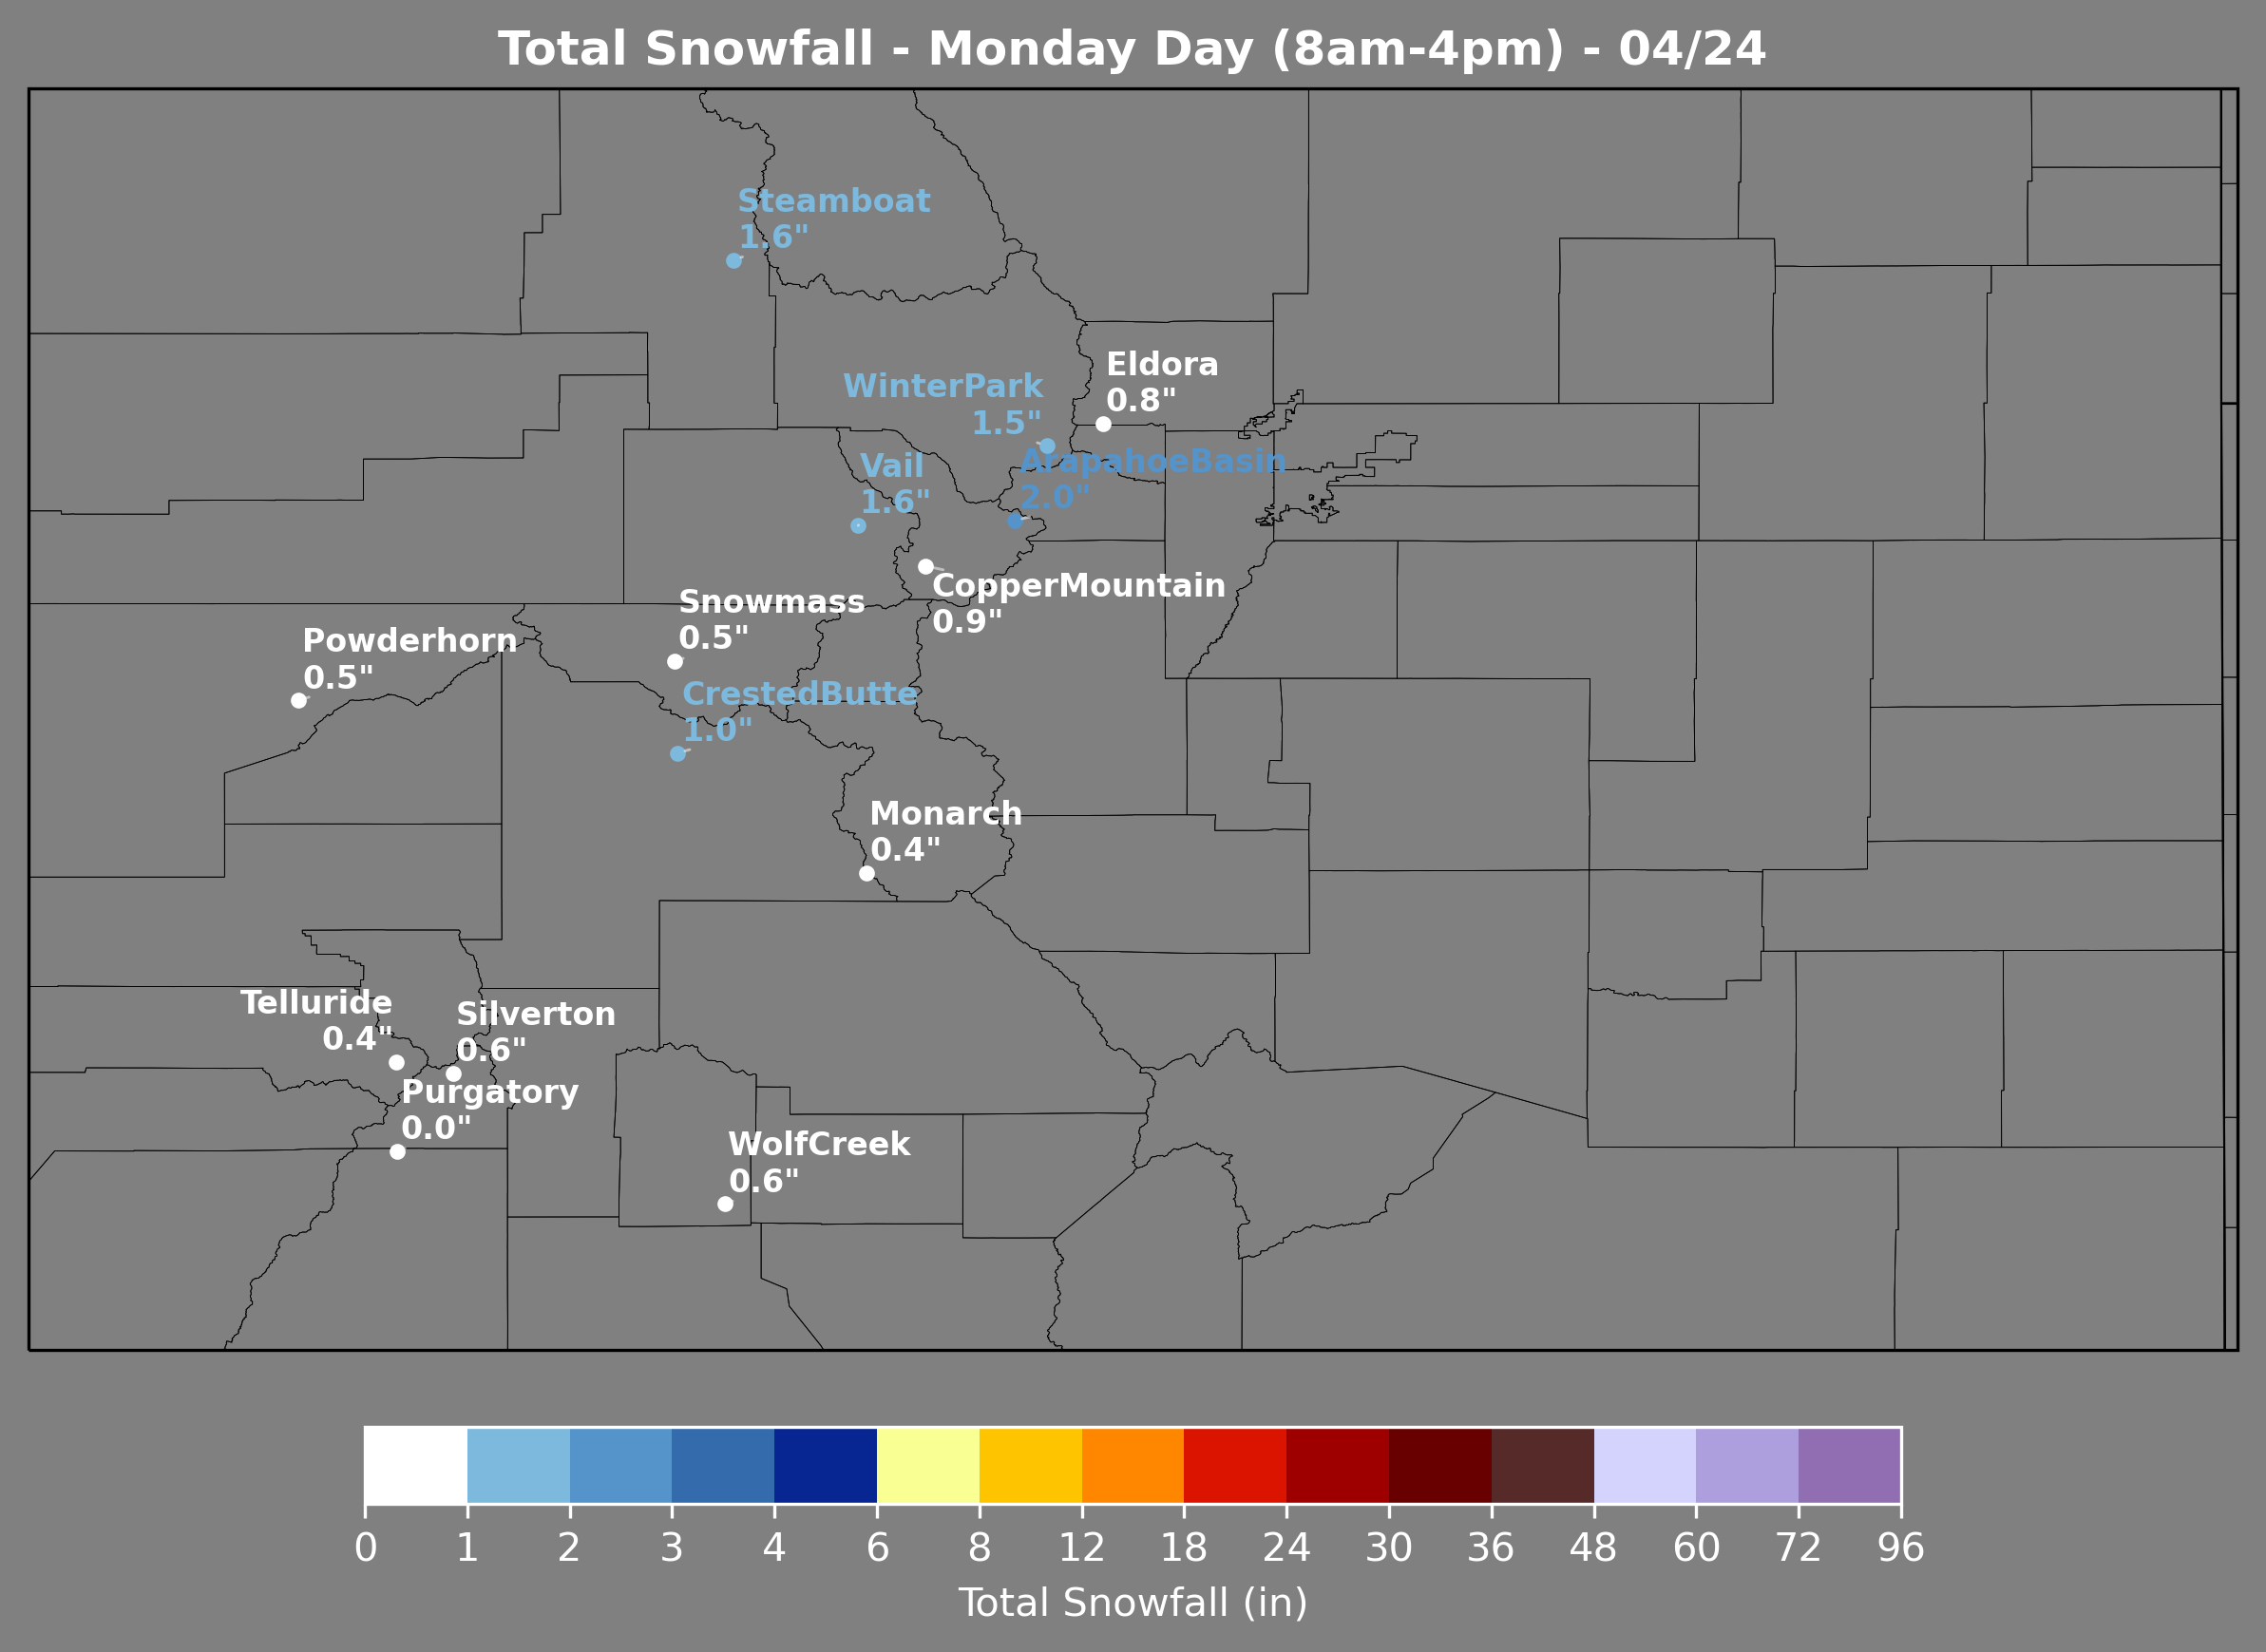 Total Snowfall - Monday Day (8am-4pm) - 04/24
Steamboat
1.6"
Eldora
0.8"
WinterPark
1.5"
Vail
1.6"
ArapahoeBasin
2.0"
CopperMountain
0.9"
Snowmass
0.5"
Powderhorn
0.5"
CrestedButte
1.0"
Monarch
0.4"
Telluride
0.4"
Silverton
0.6"
Purgatory
0.0"
WolfCreek
0.6"
0 1 2 3 4 6 8 12 18 24 30 36 48 60 72 96
Total Snowfall (in)